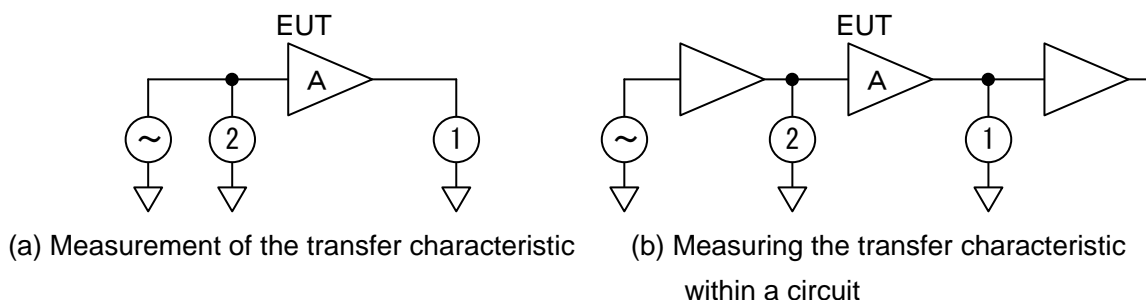 EUT
A
~
2
1
(a) Measurement of the transfer characteristic
EUT
A
~
2
1
(b) Measuring the transfer characteristic
within a circuit